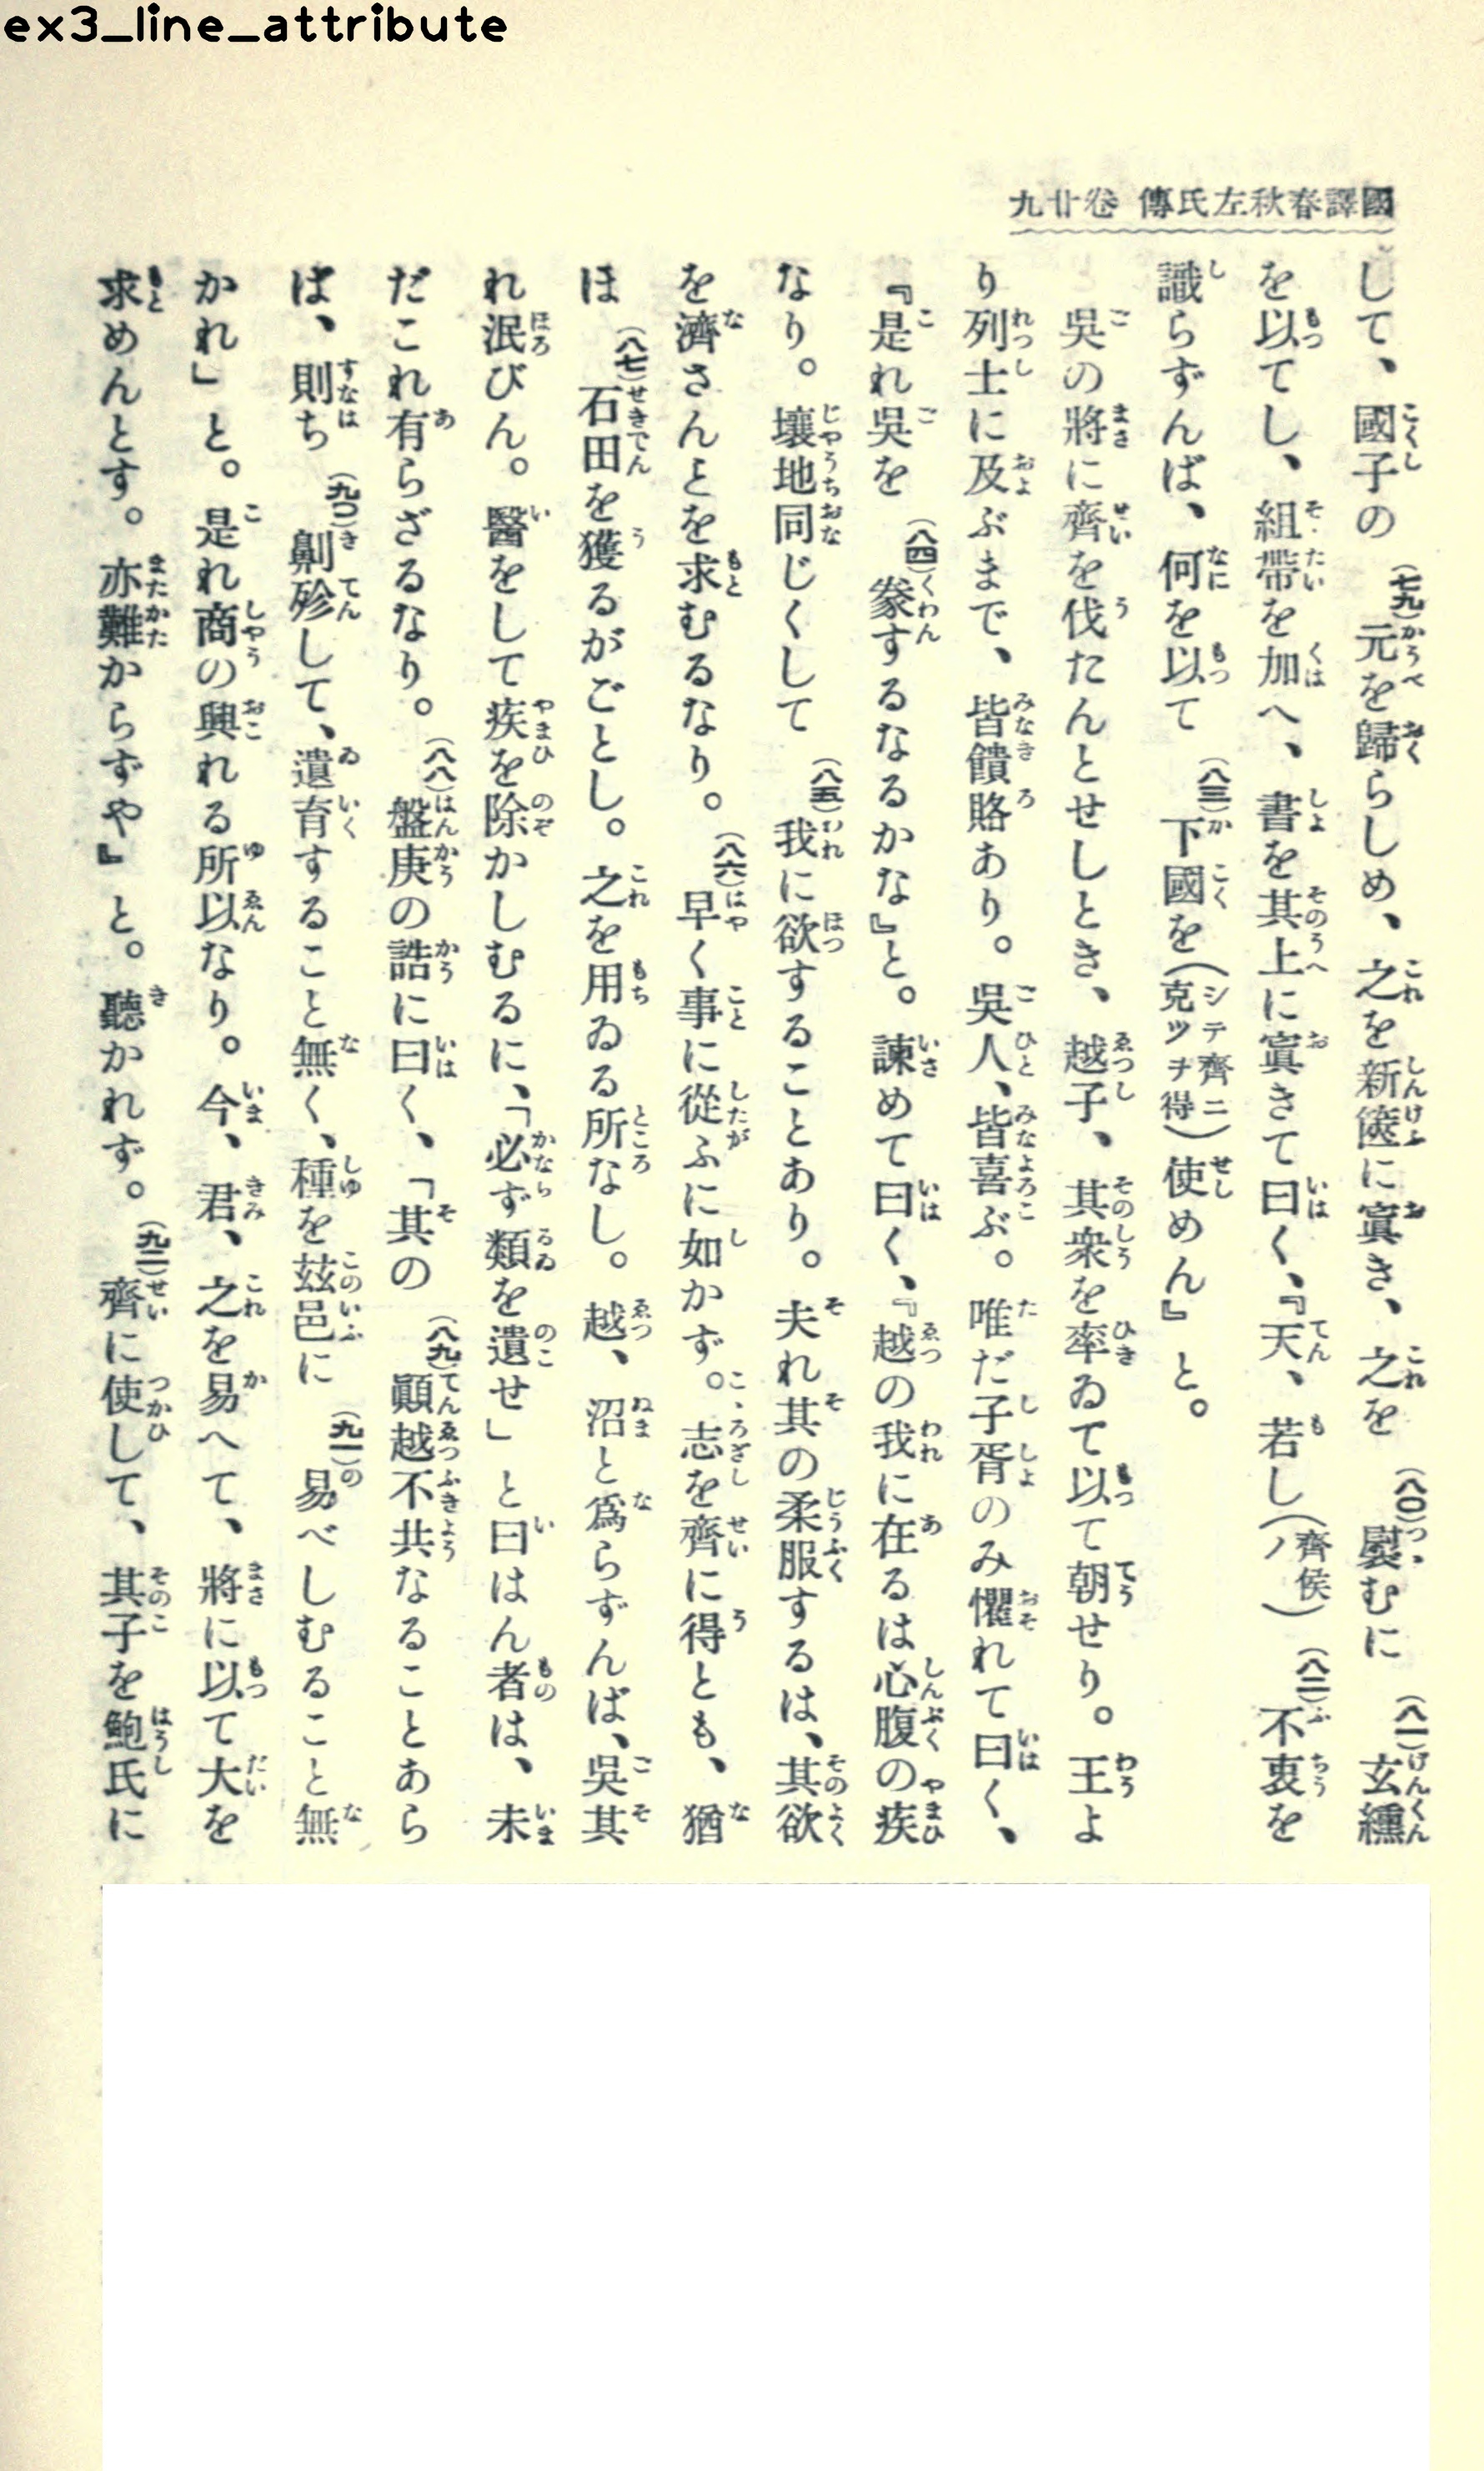 ex3_line_attribute
國譯春秋左氏傳 卷廿九
して、國子の(七九)元を歸らしめ、之を新篋に寘き、之を(八〇)褽むに(八一)玄纁
を以てし、組帶を加へ、書を其上に寘きて曰く、『天、若し(齊侯ノ)(八二)不衷を
識らずんば、何を以て(八三)下國を(シテ齊ニ克ツヲ得)使めん』と。
吳の將に齊を伐たんとせしとき、越子、其衆を率ゐて以て朝せり。王よ
り列士に及ぶまで、皆饋賂あり。吳人、皆喜ぶ。唯だ子胥のみ懼れて曰く、
『是れ吳を(八四)豢するなるかな』と。諫めて曰く、『越の我に在るは心腹の疾
なり。壤地同じくして(八五)我に欲することあり。夫れ其の柔服するは、其欲
を濟さんとを求むるなり。(八六)早く事に從ふに如かず。志を齊に得とも、猶
ほ(八七)石田を獲るがごとし。之を用ゐる所なし。越、沼と爲らずんば、吳其
れ泯びん。醫をして疾を除かしむるに、「必ず類を遺せ」と曰はん者は、未
だこれ有らざるなり。(八八)盤庚の誥に曰く、「其の(八九)顚越不共なることあら
ば、則ち(九〇)劓殄して、遺育すること無く、種を玆邑に(九一)易べしむること無
かれ」と。是れ商の興れる所以なり。今、君、之を易へて、將に以て大を
求めんとす。亦難からずや』と。聽かれず。(九二)齊に使して、其子を鮑氏に